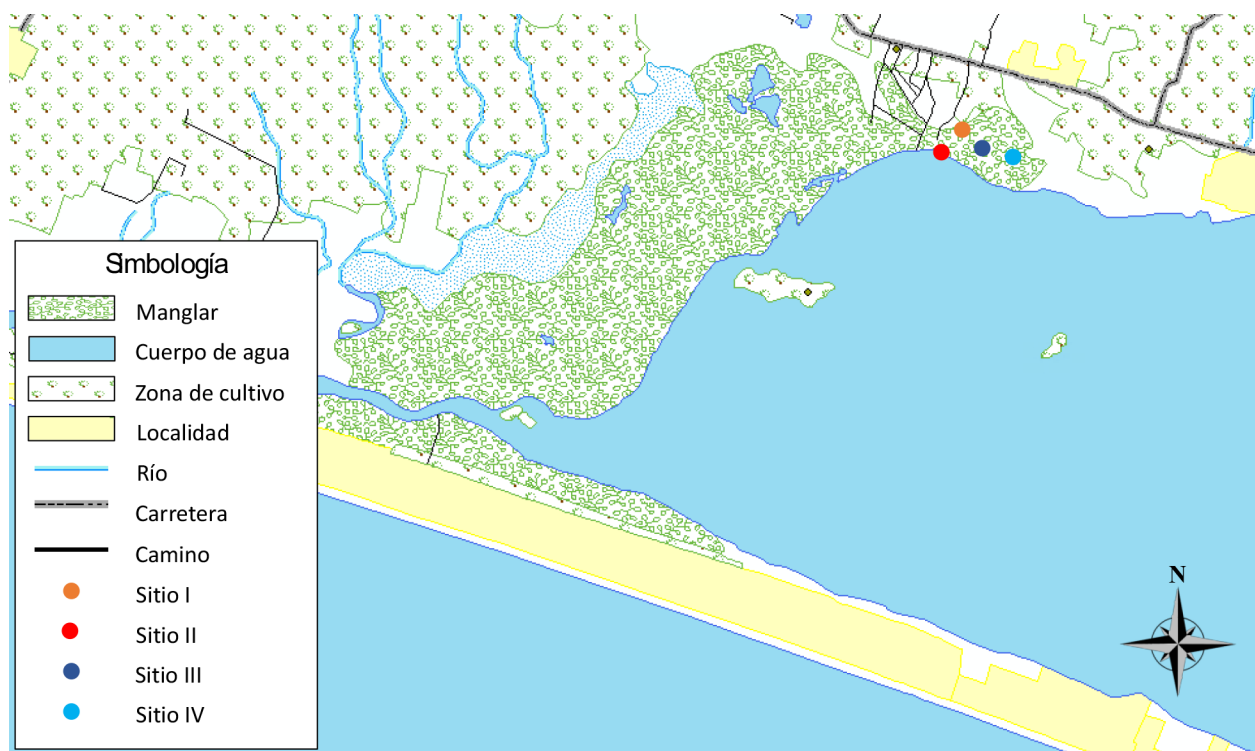 Simbología
Manglar
Cuerpo de agua
Zona de cultivo
Localidad
Río
Carretera
Camino
Sitio I
Sitio II
Sitio III
Sitio IV
N